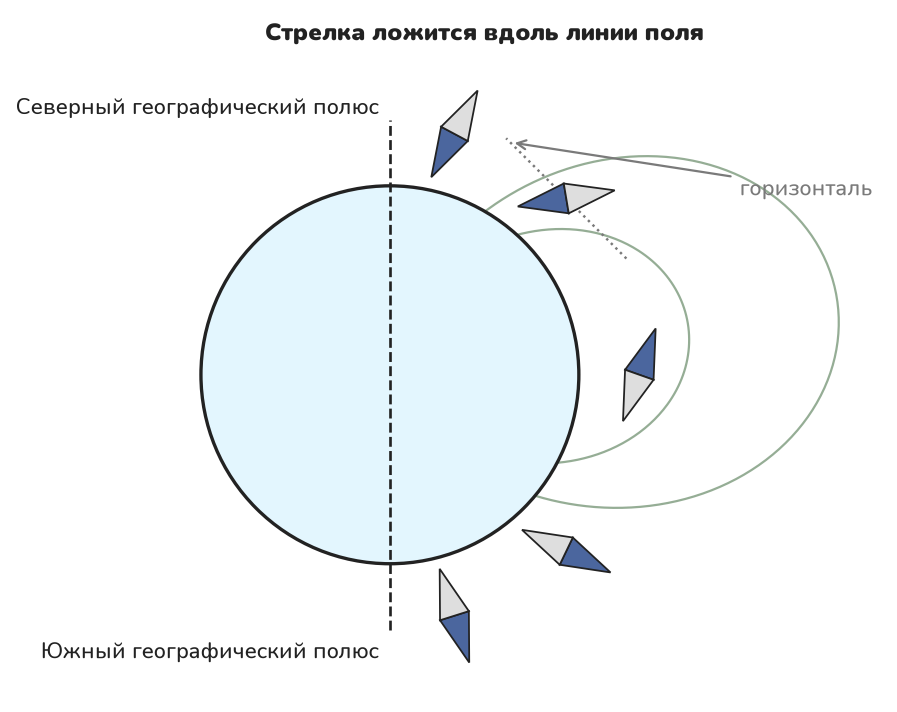 Стрелка ложится вдоль линии поля
Северный географический полюс
горизонталь
Южный географический полюс